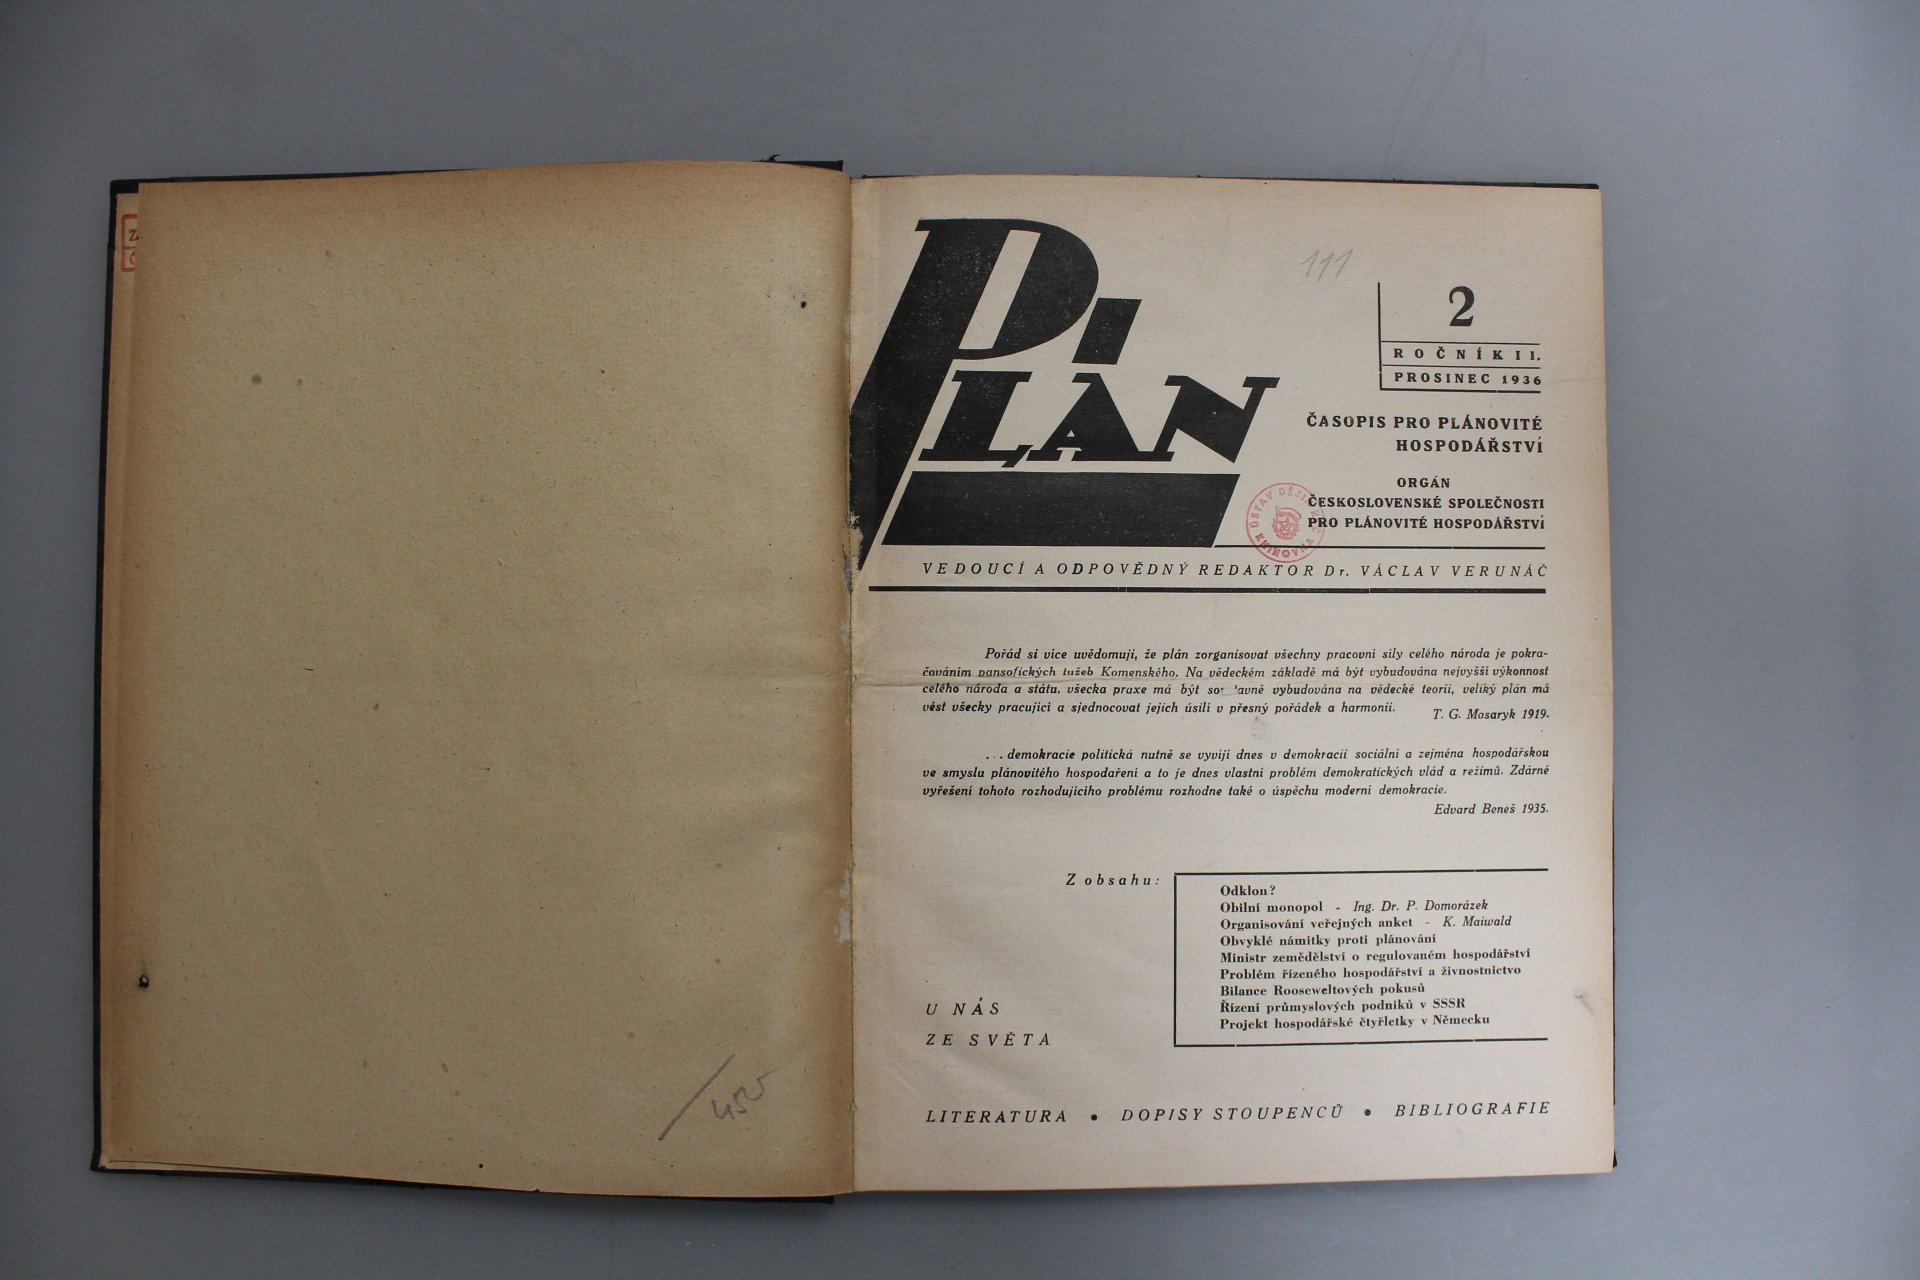 PLÁN
111
2
ROČNÍK II.
PROSINEC 1936
ČASOPIS PRO PLÁNOVITÉ
HOSPODÁŘSTVÍ
ORGÁN
ČESKOSLOVENSKÉ SPOLEČNOSTI
PRO PLÁNOVITÉ HOSPODÁŘSTVÍ
ÚSTAV DĚJIN KSČ
KNIHOVNA
VEDOUCÍ A ODPOVĚDNÝ REDAKTOR Dr. VÁCLAV VERUNÁČ
Pořád si více uvědomuji, že plán zorganisovat všechny pracovní síly celého národa je pokra-
čováním pansofických tužeb Komenského. Na vědeckém základě má být vybudována nejvyšší výkonnost
celého národa a státu, všecka praxe má být vybudována na vědecké teorii, veliký plán má
vést všecky pracující a sjednocovat jejich úsilí v přesný pořádek a harmonii.
T. G. Masaryk 1919.
... demokracie politická nutně se vyvíjí dnes v demokracii sociální a zejména hospodářskou
ve smyslu plánovitého hospodaření a to je dnes vlastní problém demokratických vlád a režimů. Zdárné
vyřešení tohoto rozhodujícího problému rozhodne také o úspěchu moderní demokracie.
Edvard Beneš 1935.
Z obsahu:
Odklon?
Obilní monopol - Ing. Dr. P. Domorázek
Organisování veřejných anket - K. Maiwald
Obvyklé námitky proti plánování
Ministr zemědělství o regulovaném hospodářství
Problém řízeného hospodářství a živnostnictvo
Bilance Rooseweltových pokusů
Řízení průmyslových podniků v SSSR
Projekt hospodářské čtyřletky v Německu
U NÁS
ZE SVĚTA
LITERATURA • DOPISY STOUPENCŮ • BIBLIOGRAFIE